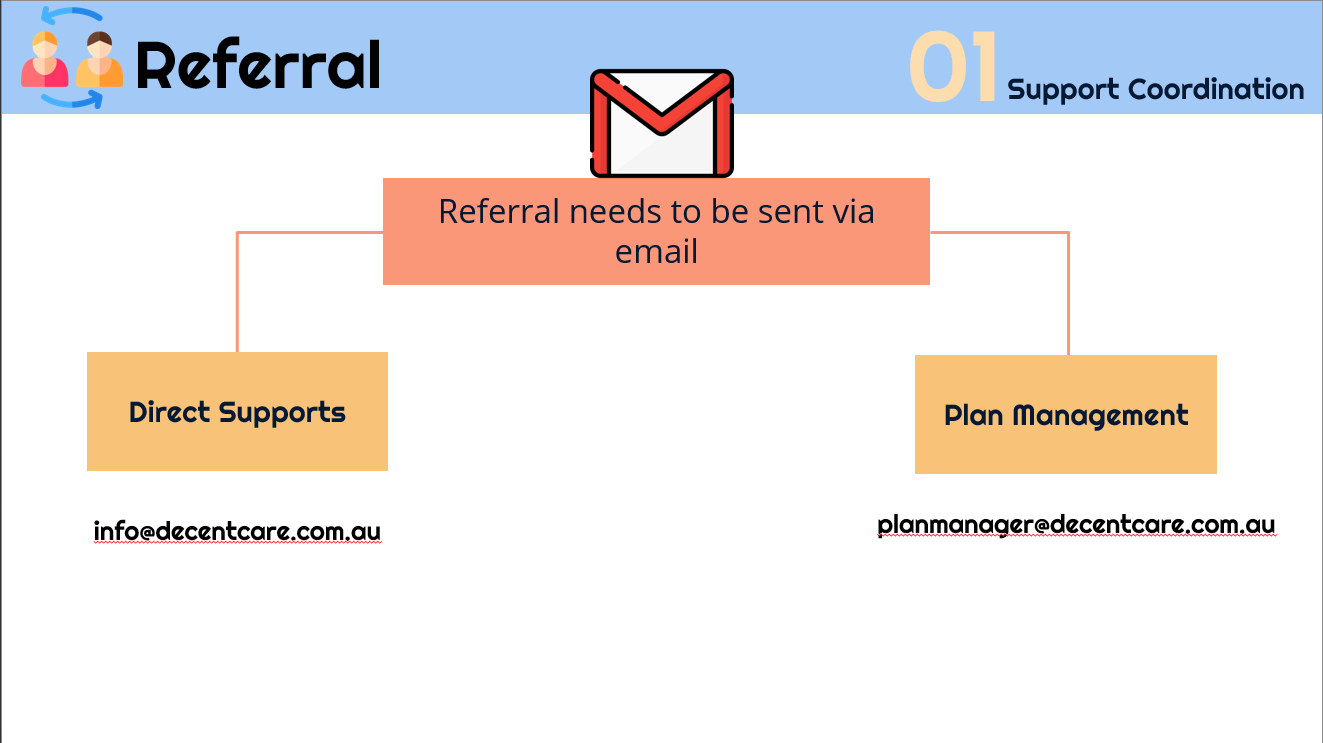 Referral
01 Support Coordination
Referral needs to be sent via
email
Direct Supports
Plan Management
info@decentcare.com.au
planmanager@decentcare.com.au